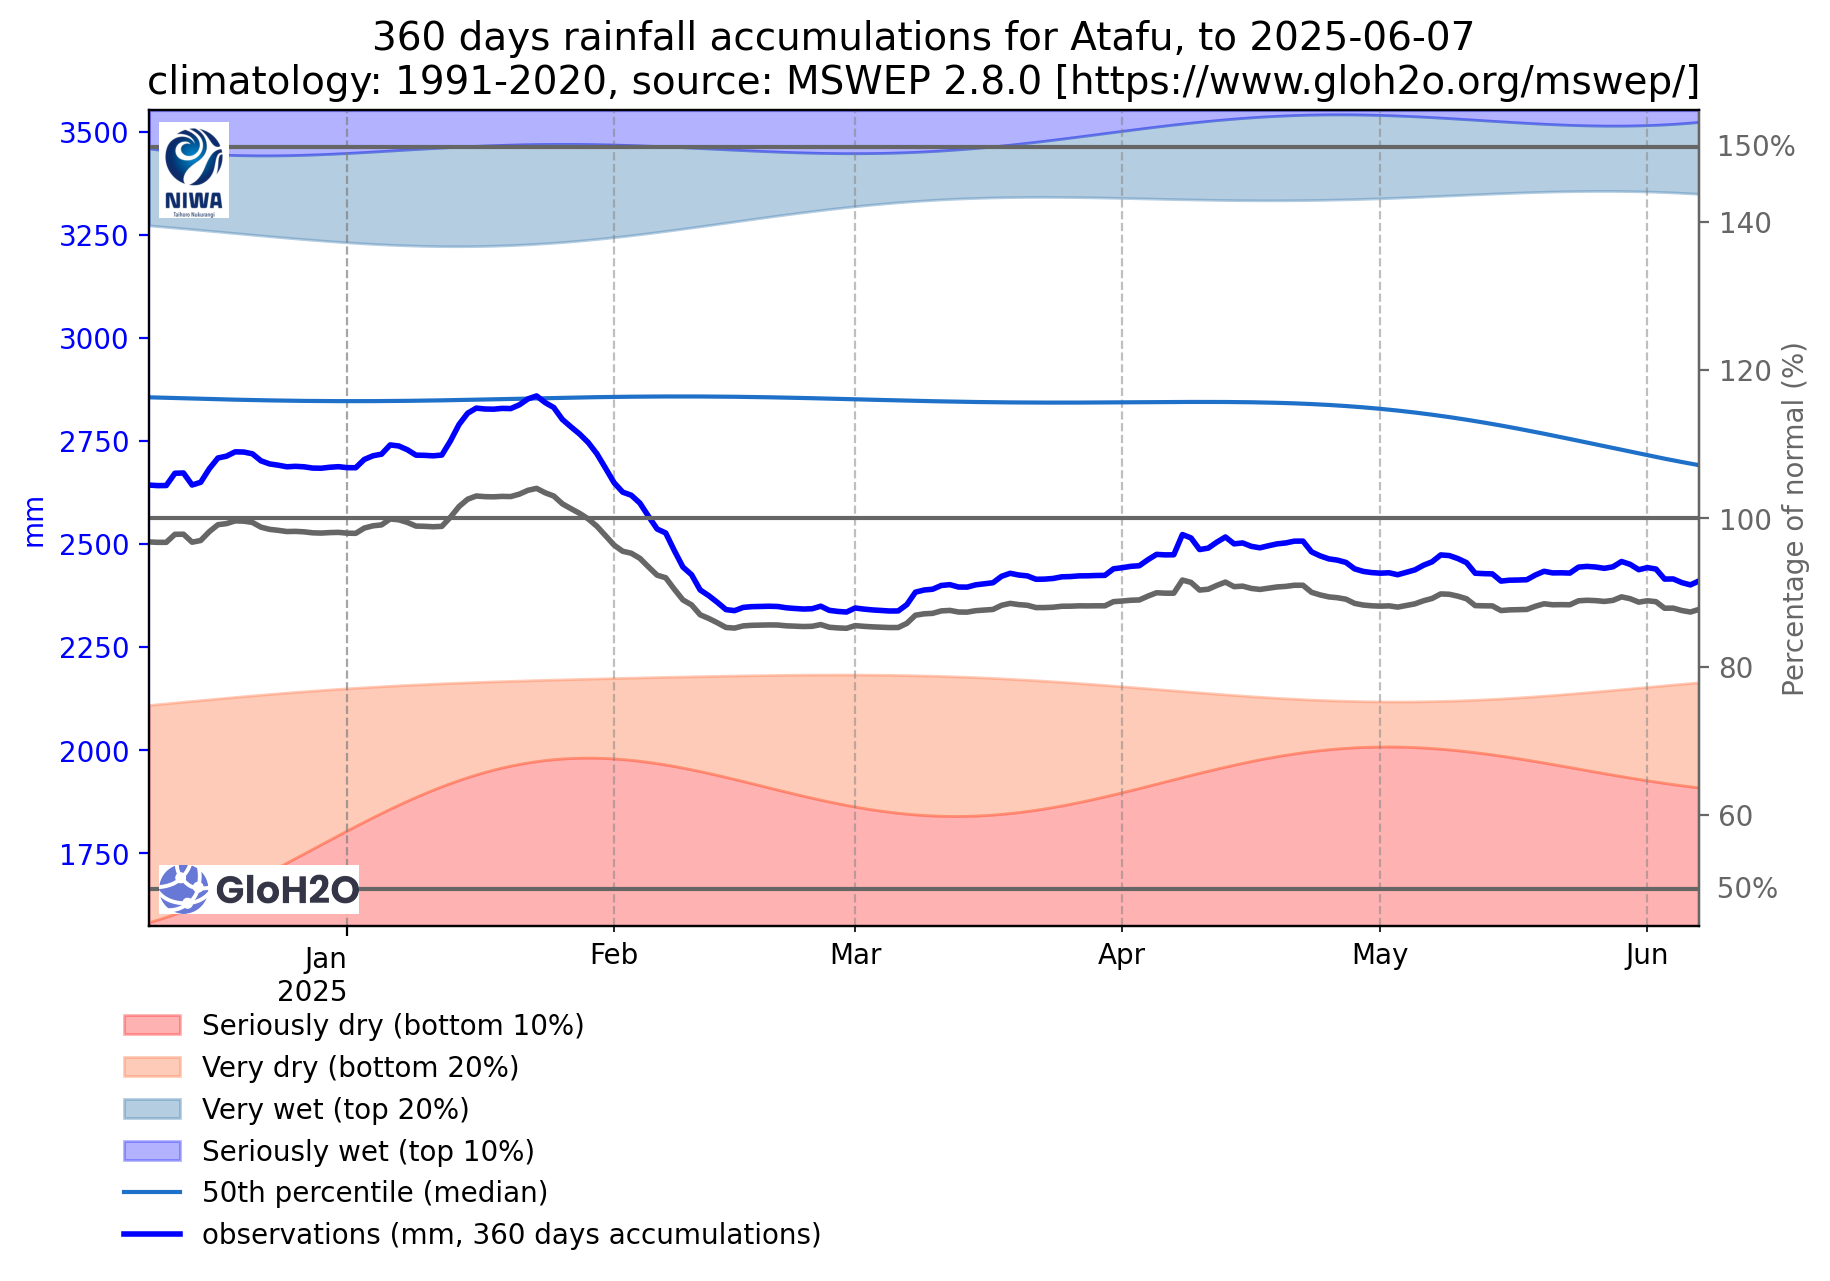 360 days rainfall accumulations for Atafu, to 2025-06-07
climatology: 1991-2020, source: MSWEP 2.8.0 [https://www.gloh2o.org/mswep/]
3500
3250
3000
2750
2500
2250
2000
1750
mm
NIWA
Taihoro Nukurangi
GloH2O
150%
140
120
100
80
60
50%
Percentage of normal (%)
Jan
2025
Feb
Mar
Apr
May
Jun
Seriously dry (bottom 10%)
Very dry (bottom 20%)
Very wet (top 20%)
Seriously wet (top 10%)
50th percentile (median)
observations (mm, 360 days accumulations)